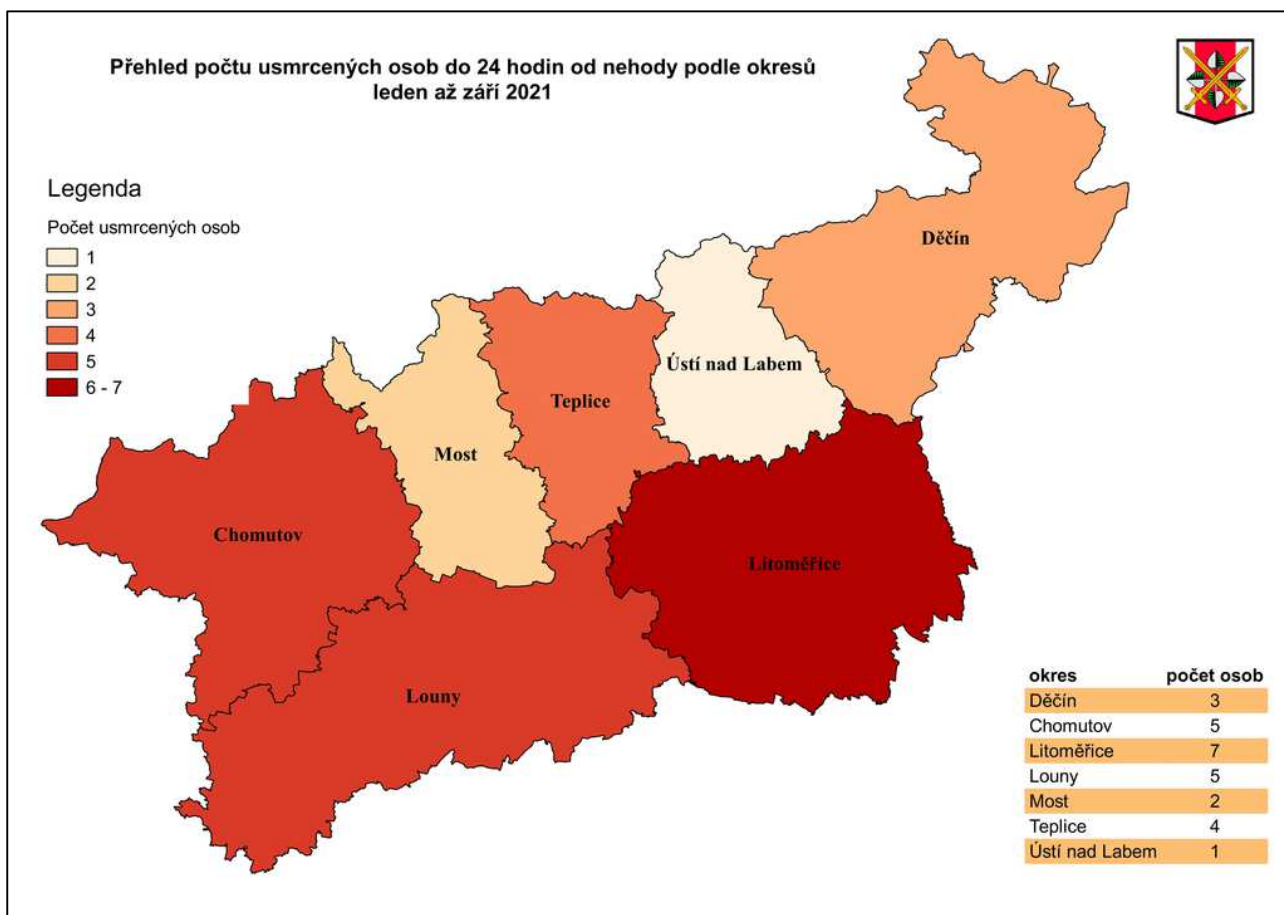 Přehled počtu usmrcených osob do 24 hodin od nehody podle okresů
leden až září 2021
Legenda
Počet usmrcených osob
1
2
3
4
5
6 - 7
Děčín
Ústí nad Labem
Teplice
Most
Chomutov
Litoměřice
Louny
okres počet osob
Děčín 3
Chomutov 5
Litoměřice 7
Louny 5
Most 2
Teplice 4
Ústí nad Labem 1